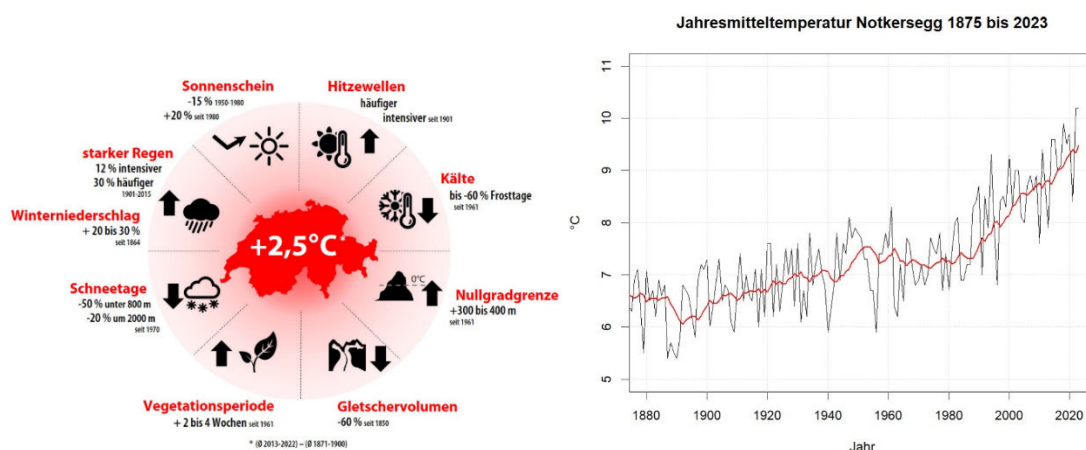 Sonnenschein
-15 % 1950-1980
+20 % seit 1980
Hitzewellen
häufiger
intensiver seit 1901
starker Regen
12 % intensiver
30 % häufiger
1901-2015
Kälte
bis -60 % Frosttage
seit 1961
Winterniederschlag
+ 20 bis 30 %
seit 1864
+2,5°C
0°C
Nullgradgrenze
+300 bis 400 m
seit 1961
Schneetage
-50 % unter 800 m
-20 % um 2000 m
seit 1970
Vegetationsperiode
+ 2 bis 4 Wochen seit 1961
Gletschervolumen
-60 % seit 1850
* (Ø 2013-2022) – (Ø 1871-1900)
Jahresmitteltemperatur Notkersegg 1875 bis 2023
°C
11
10
9
8
7
6
5
1880 1900 1920 1940 1960 1980 2000 2020
Jahr